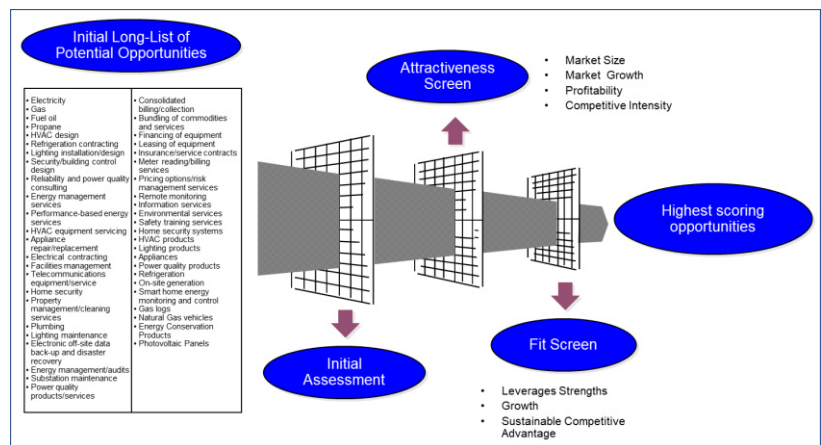 Initial Long-List of
Potential Opportunities
• Electricity
• Gas
• Fuel oil
• Propane
• HVAC design
• Refrigeration contracting
• Lighting installation/design
• Security/building control
design
• Reliability and power quality
consulting
• Energy management
services
• Performance-based energy
services
• HVAC equipment servicing
• Appliance
repair/replacement
• Electrical contracting
• Facilities management
• Telecommunications
equipment/service
• Home security
• Property
management/cleaning
services
• Plumbing
• Lighting maintenance
• Electronic off-site data
back-up and disaster
recovery
• Energy management/audits
• Substation maintenance
• Power quality
products/services
• Consolidated
billing/collection
• Bundling of commodities
and services
• Financing of equipment
• Leasing of equipment
• Insurance/service contracts
• Meter reading/billing
services
• Pricing options/risk
management services
• Remote monitoring
• Information services
• Environmental services
• Safety training services
• Home security systems
• HVAC products
• Lighting products
• Appliances
• Power quality products
• Refrigeration
• On-site generation
• Smart home energy
monitoring and control
• Gas logs
• Natural Gas vehicles
• Energy Conservation
Products
• Photovoltaic Panels
Attractiveness
Screen
• Market Size
• Market Growth
• Profitability
• Competitive Intensity
Highest scoring
opportunities
Initial
Assessment
Fit Screen
• Leverages Strengths
• Growth
• Sustainable Competitive
Advantage